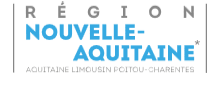 RÉGION
NOUVELLE-
AQUITAINE*
AQUITAINE LIMOUSIN POITOU-CHARENTES